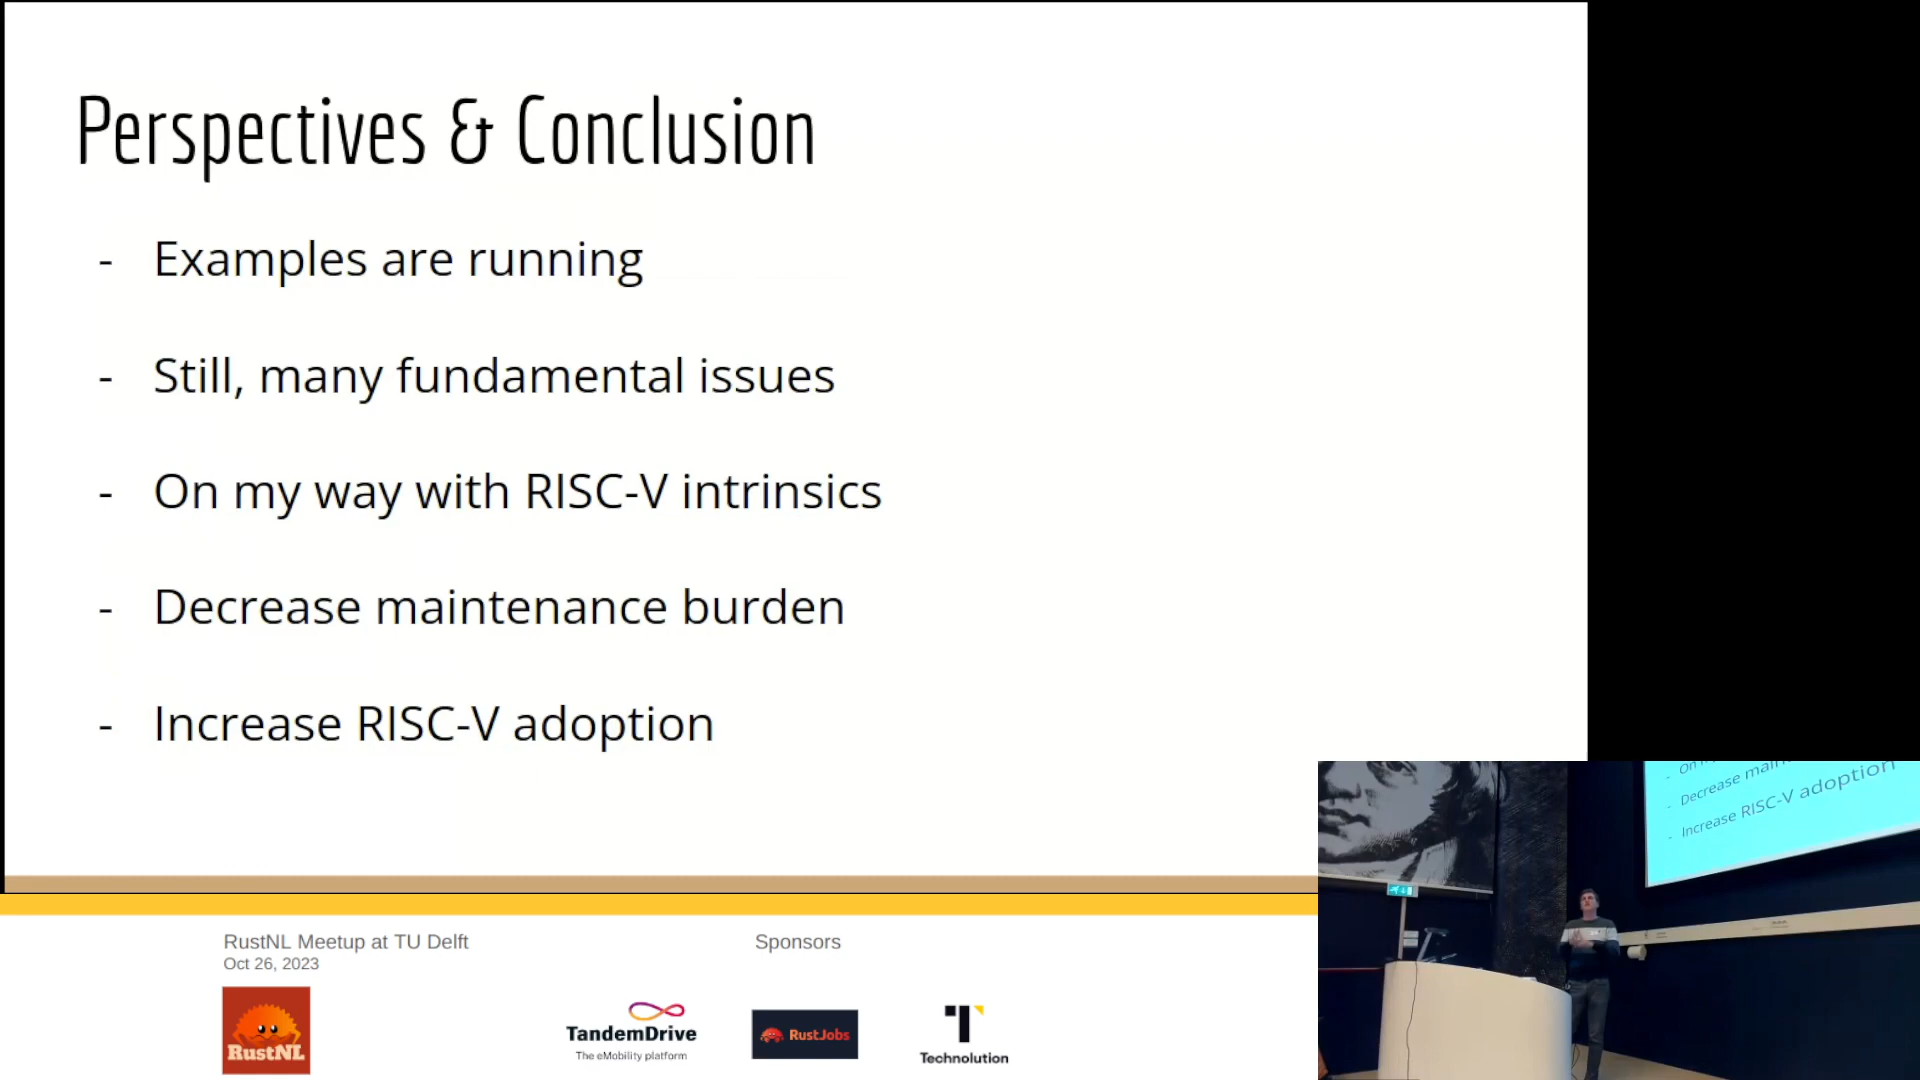 Perspectives & Conclusion
- Examples are running
- Still, many fundamental issues
- On my way with RISC-V intrinsics
- Decrease maintenance burden
- Increase RISC-V adoption
- Decrease
- Increase RISC-V adoption
RustNL Meetup at TU Delft
Oct 26, 2023
Sponsors
RustNL
TandemDrive
The eMobility platform
RustJobs
Technolution